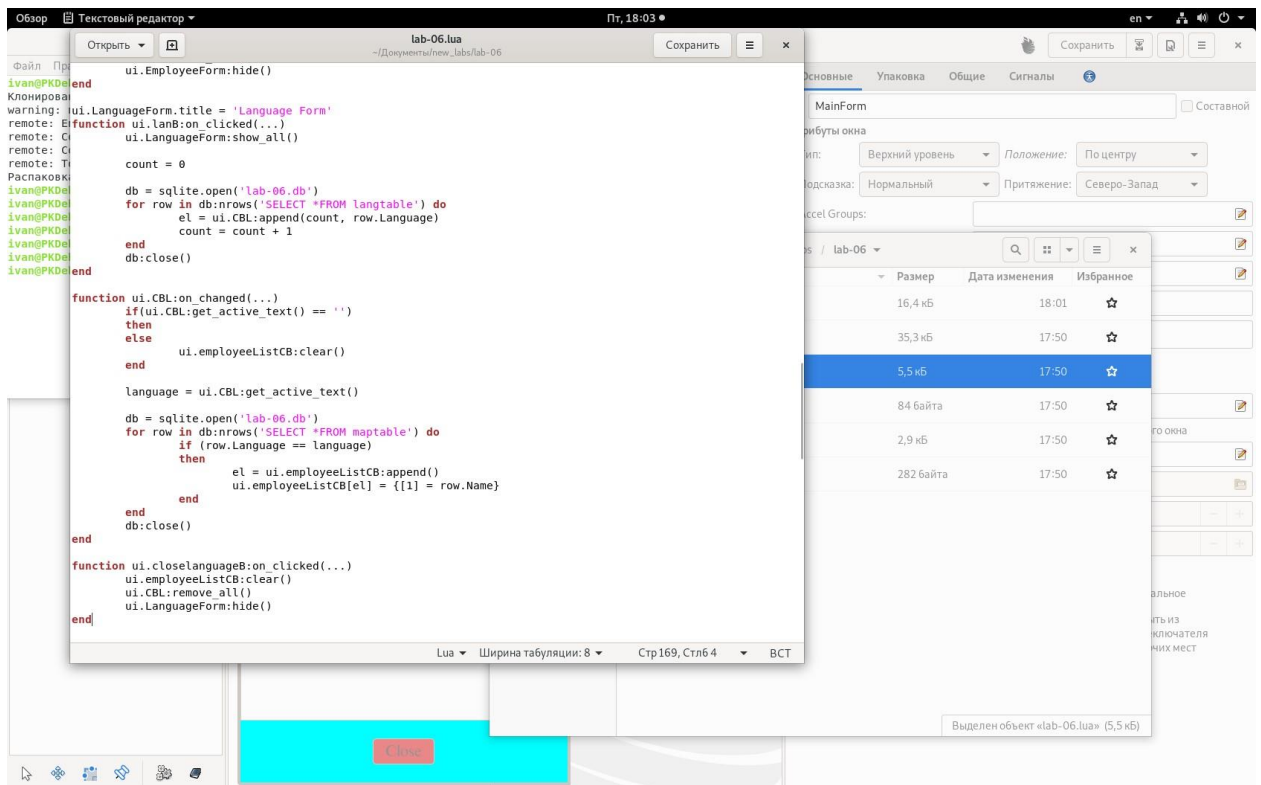 Обзор Текстовый редактор Пт, 18:03 en
Открыть lab-06.lua Сохранить
~/Документы/new_labs/lab-06
Сохранить
Файл
ivan@PKDe
Клонирова
warning:
remote:
remote:
remote:
remote:
Распаковк
ivan@PKDe
ivan@PKDe
ivan@PKDe
ivan@PKDe
ivan@PKDe
ivan@PKDe
ivan@PKDe
ui.EmployeeForm:hide()
end
ui.LanguageForm.title = 'Language Form'
function ui.lanB:on_clicked(...)
ui.LanguageForm:show_all()
count = 0
db = sqlite.open('lab-06.db')
for row in db:nrows('SELECT *FROM langtable') do
el = ui.CBL:append(count, row.Language)
count = count + 1
end
db:close()
end
function ui.CBL:on_changed(...)
if(ui.CBL:get_active_text() == '')
then
else
ui.employeeListCB:clear()
end
language = ui.CBL:get_active_text()
db = sqlite.open('lab-06.db')
for row in db:nrows('SELECT *FROM maptable') do
if (row.Language == language)
then
el = ui.employeeListCB:append()
ui.employeeListCB[el] = {[1] = row.Name}
end
end
db:close()
end
function ui.closelanguageB:on_clicked(...)
ui.employeeListCB:clear()
ui.CBL:remove_all()
ui.LanguageForm:hide()
end
Lua Ширина табуляции: 8 Стр 169, Стлб 4 ВСТ
Упаковка Общие Сигналы
MainForm Составной
Верхний уровень Положение: По центру
Нормальный Притяжение: Северо-Запад
Accel Groups:
/ lab-06
Размер Дата изменения Избранное
16,4 кБ 18:01
35,3 кБ 17:50
5,5 кБ 17:50
84 байта 17:50
2,9 кБ 17:50
282 байта 17:50
Выделен объект «lab-06.lua» (5,5 кБ)
Close